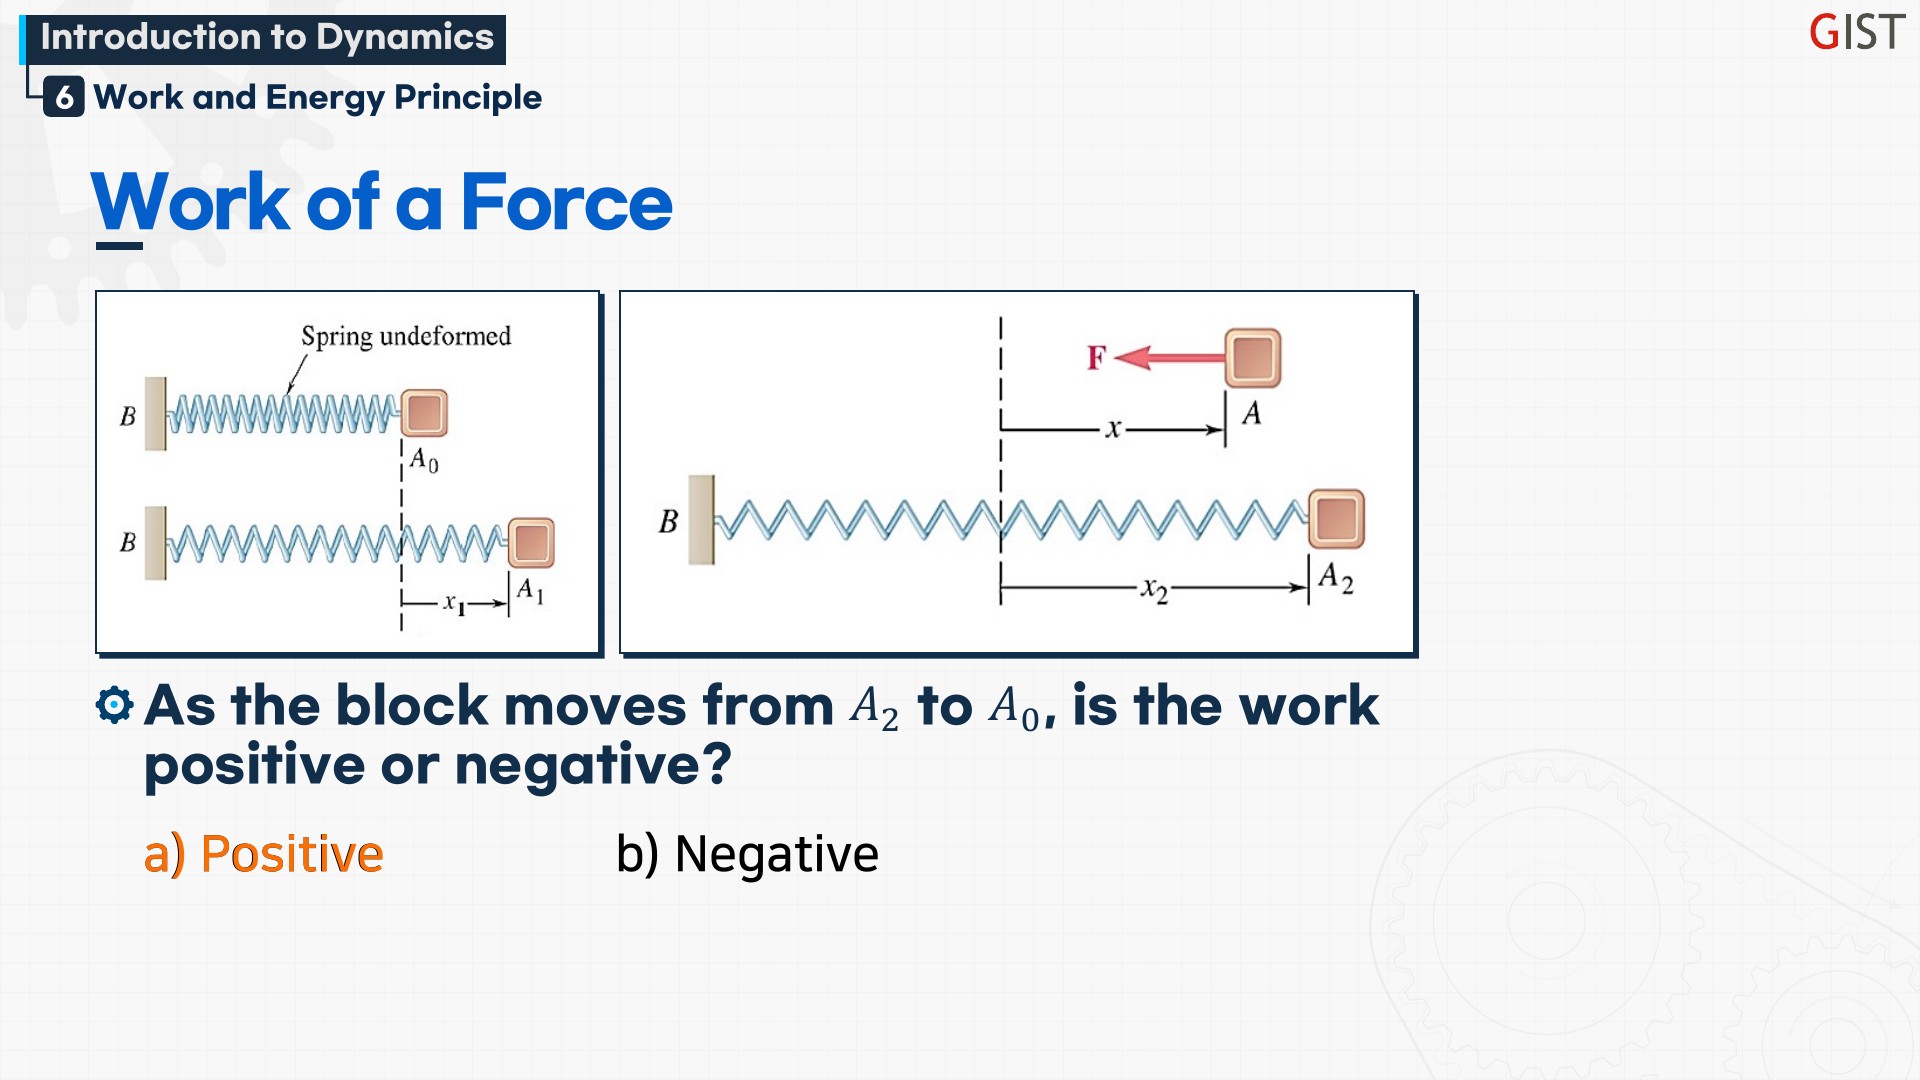 Introduction to Dynamics
GIST
6 Work and Energy Principle
Work of a Force
Spring undeformed
B
A₀
B
x₁
A₁
F
x
A
B
x₂
A₂
As the block moves from A₂ to A₀, is the work
positive or negative?
a) Positive b) Negative